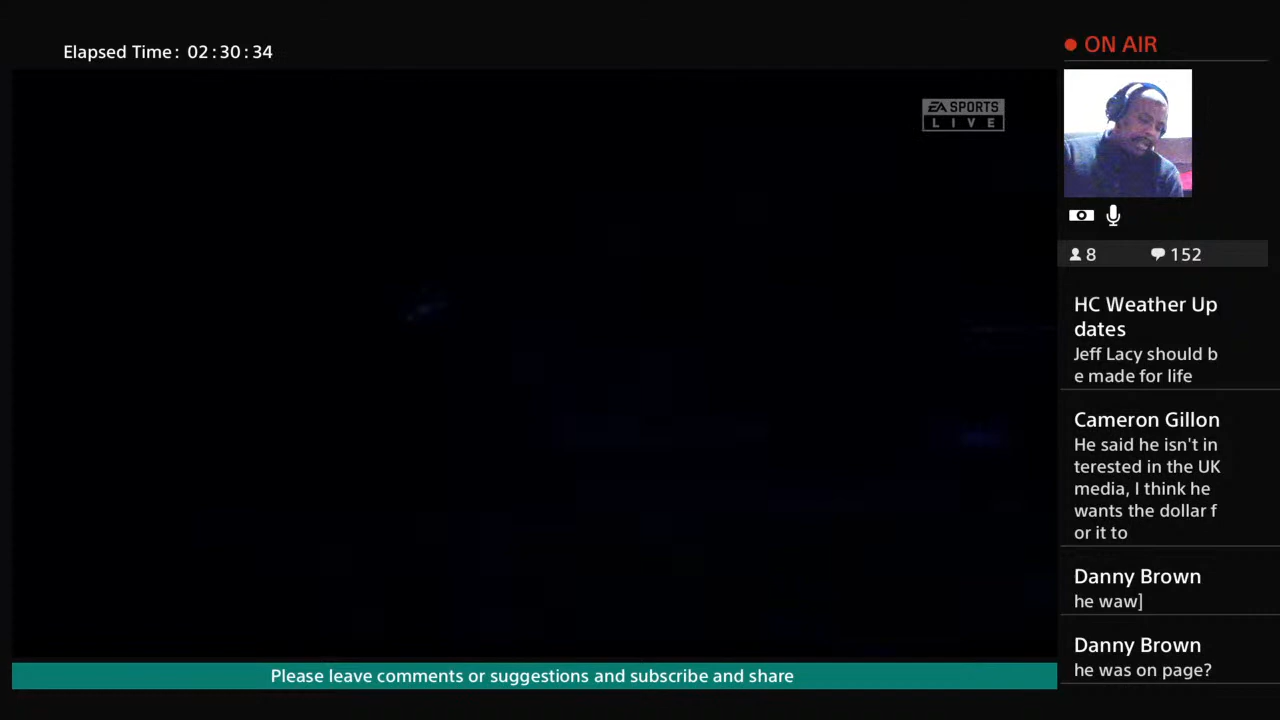 Elapsed Time: 02:30:34
ON AIR
EA SPORTS
LIVE
8 152
HC Weather Up
dates
Jeff Lacy should b
e made for life
Cameron Gillon
He said he isn't in
terested in the UK
media, I think he
wants the dollar f
or it to
Danny Brown
he waw]
Danny Brown
he was on page?
Please leave comments or suggestions and subscribe and share